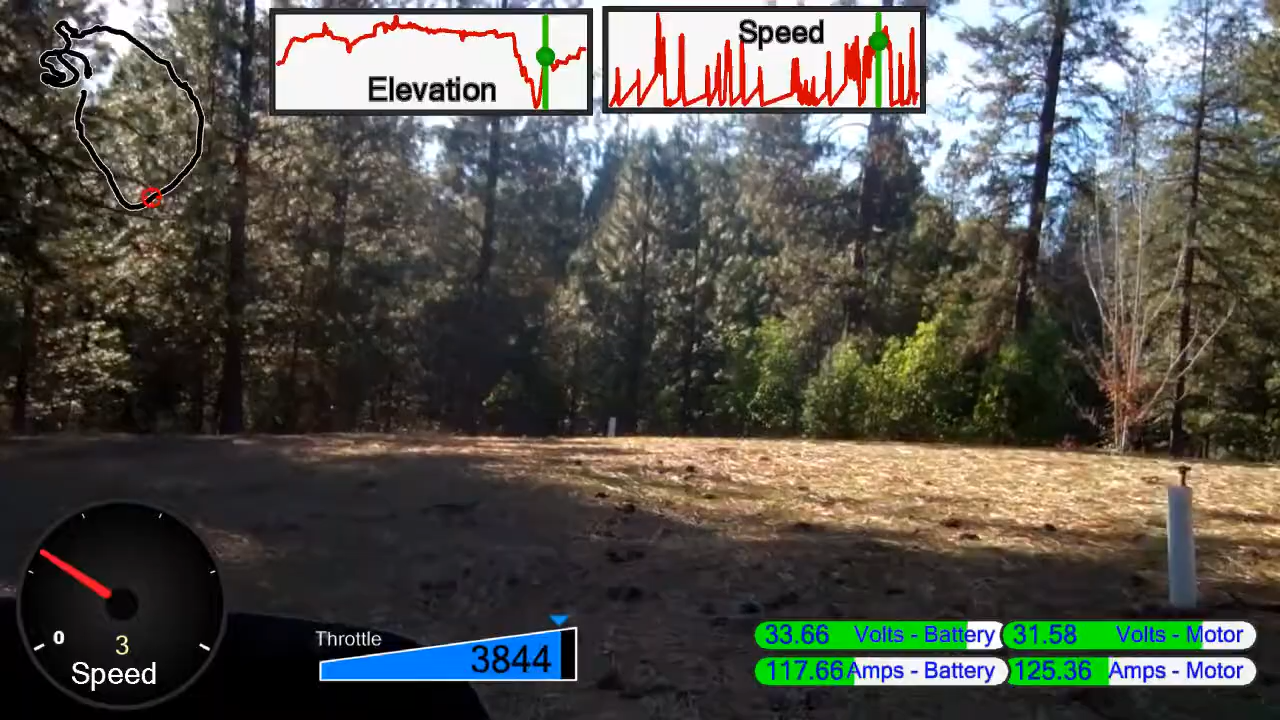 Elevation
Speed
0
3
Speed
Throttle
3844
33.66 Volts - Battery
31.58 Volts - Motor
117.66 Amps - Battery
125.36 Amps - Motor